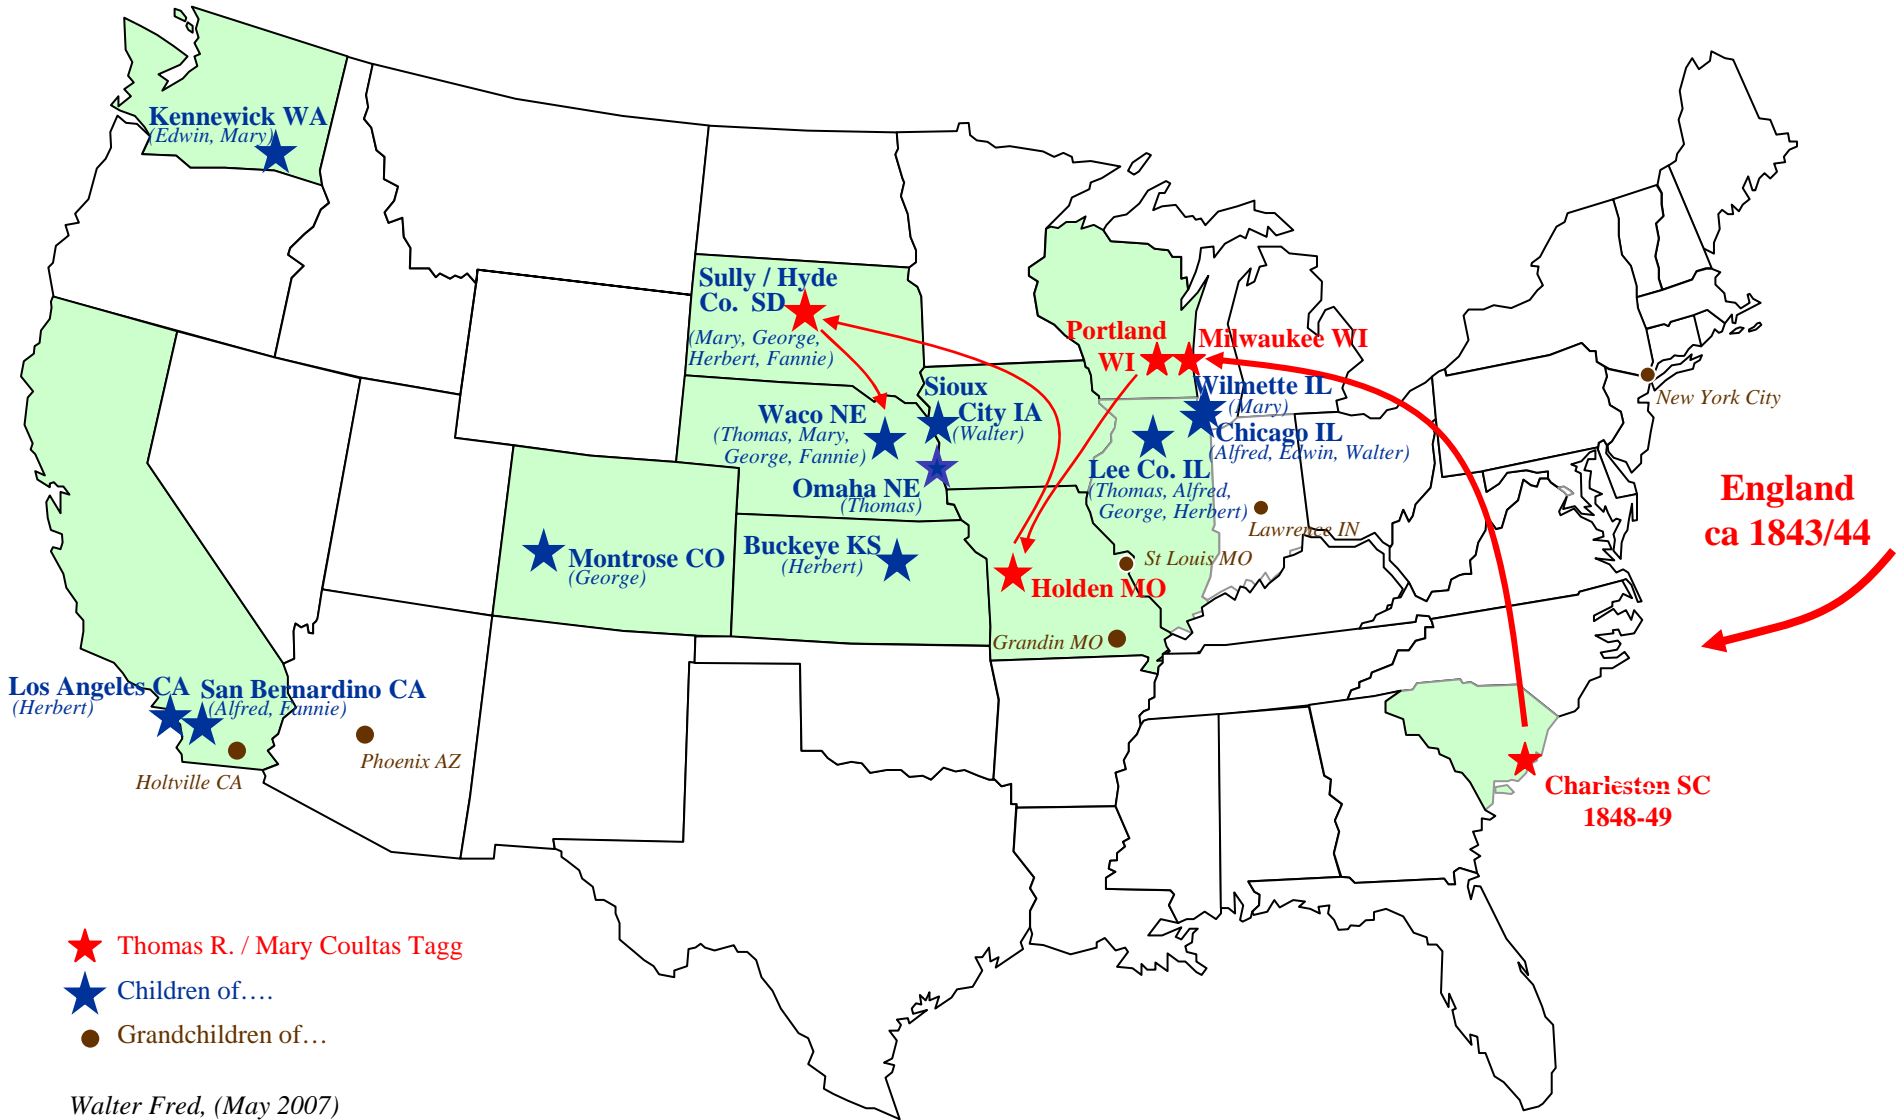 Kennewick WA
(Edwin, Mary)
Sully / Hyde
Co. SD
(Mary, George,
Herbert, Fannie)
Portland
WI
Milwaukee WI
Wilmette IL
(Mary)
Chicago IL
(Alfred, Edwin, Walter)
New York City
Sioux
City IA
(Walter)
Waco NE
(Thomas, Mary,
George, Fannie)
Omaha NE
(Thomas)
Lee Co. IL
(Thomas, Alfred,
George, Herbert)
Lawrence IN
England
ca 1843/44
Montrose CO
(George)
Buckeye KS
(Herbert)
St Louis MO
Holden MO
Grandin MO
Los Angeles CA
(Herbert)
San Bernardino CA
(Alfred, Fannie)
Holtville CA
Phoenix AZ
Charleston SC
1848-49
Thomas R. / Mary Coultas Tagg
Children of….
Grandchildren of…
Walter Fred, (May 2007)